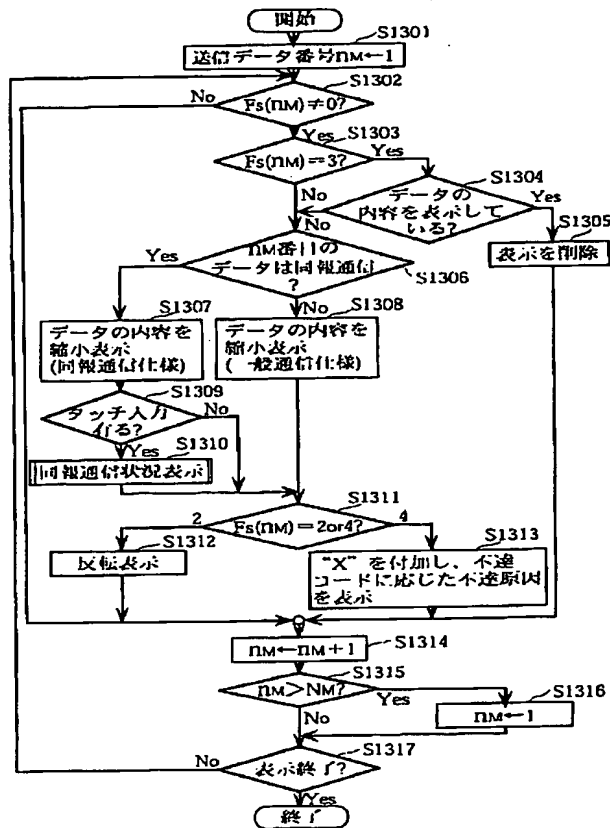 開始
S1301
送信データ番号nM←1
S1302
No
Fs(nM)≠0?
Yes
S1303
Fs(nM)==3?
Yes
S1304
No
データの
内容を表示して
いる?
Yes
S1305
表示を削除
No
Yes
nM番目の
データは同報通信
?
S1306
S1307
No
S1308
データの内容を
縮小表示
(同報通信仕様)
データの内容を
縮小表示
(一般通信仕様)
S1309
タッチ入力
有る?
No
Yes
S1310
同報通信状況表示
S1311
2
Fs(nM)=2or4?
4
S1312
反転表示
S1313
“X”を付加し、不達
コードに応じた不達原因
を表示
S1314
nM←nM+1
S1315
nM>NM?
Yes
S1316
nM←1
No
S1317
No
表示終了?
Yes
終了